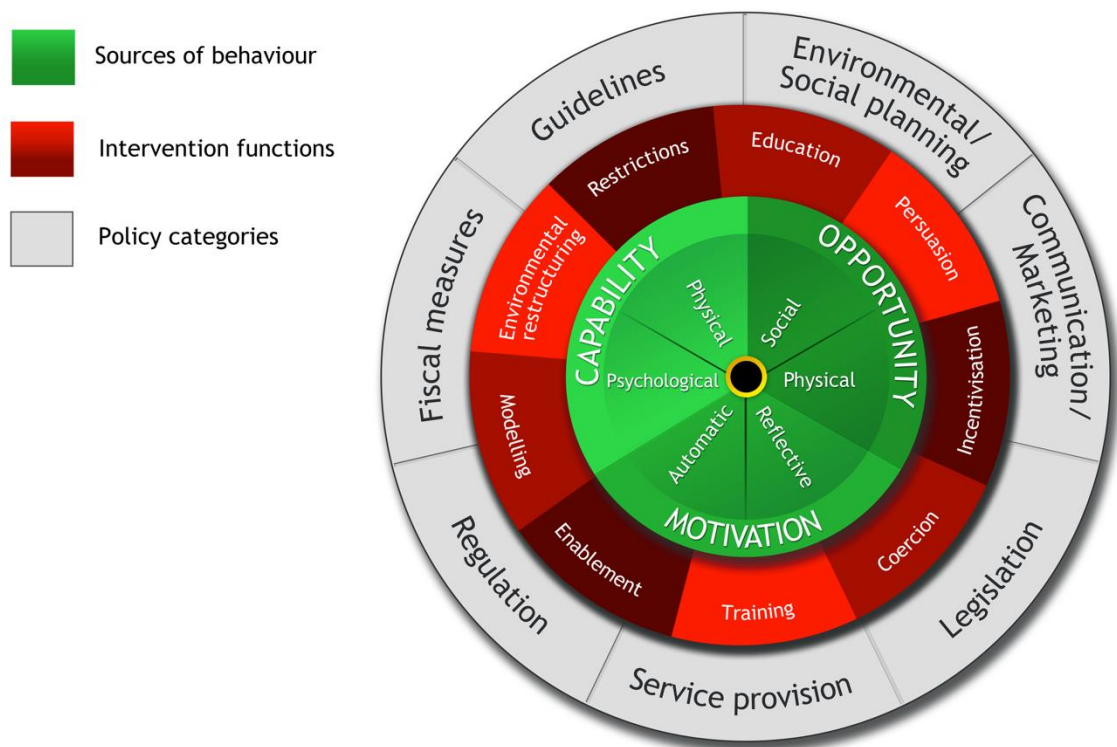 Sources of behaviour
Intervention functions
Policy categories
Guidelines
Environmental/
Social planning
Communication/
Marketing
Legislation
Service provision
Regulation
Fiscal measures
Restrictions
Education
Persuasion
Incentivisation
Coercion
Training
Enablement
Modelling
Environmental
restructuring
CAPABILITY
OPPORTUNITY
MOTIVATION
Physical
Social
Physical
Reflective
Automatic
Psychological